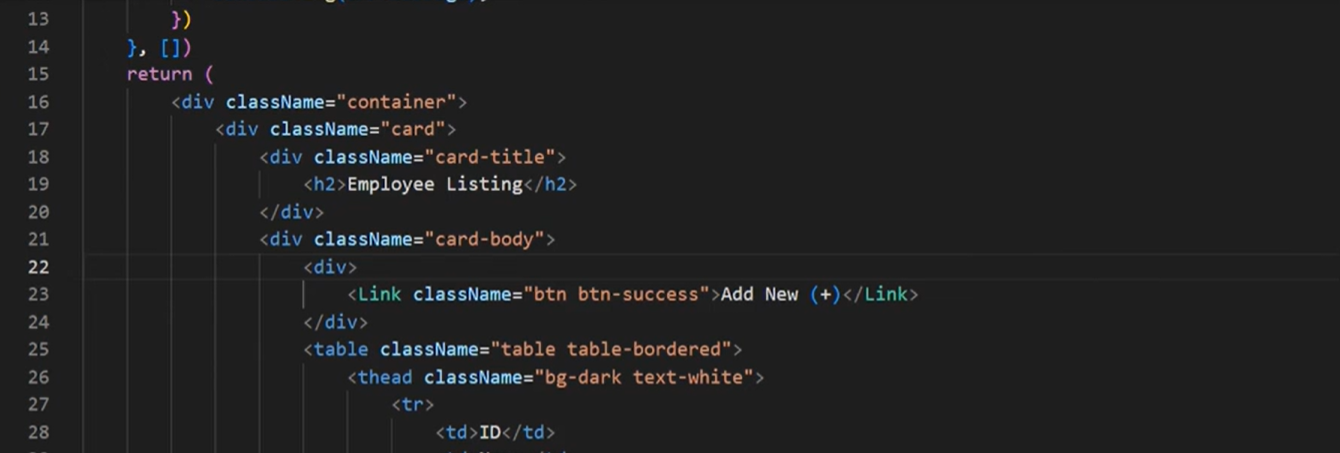 13 })
14 }, [])
15 return (
16 <div className="container">
17 <div className="card">
18 <div className="card-title">
19 <h2>Employee Listing</h2>
20 </div>
21 <div className="card-body">
22 <div>
23 <Link className="btn btn-success">Add New (+)</Link>
24 </div>
25 <table className="table table-bordered">
26 <thead className="bg-dark text-white">
27 <tr>
28 <td>ID</td>